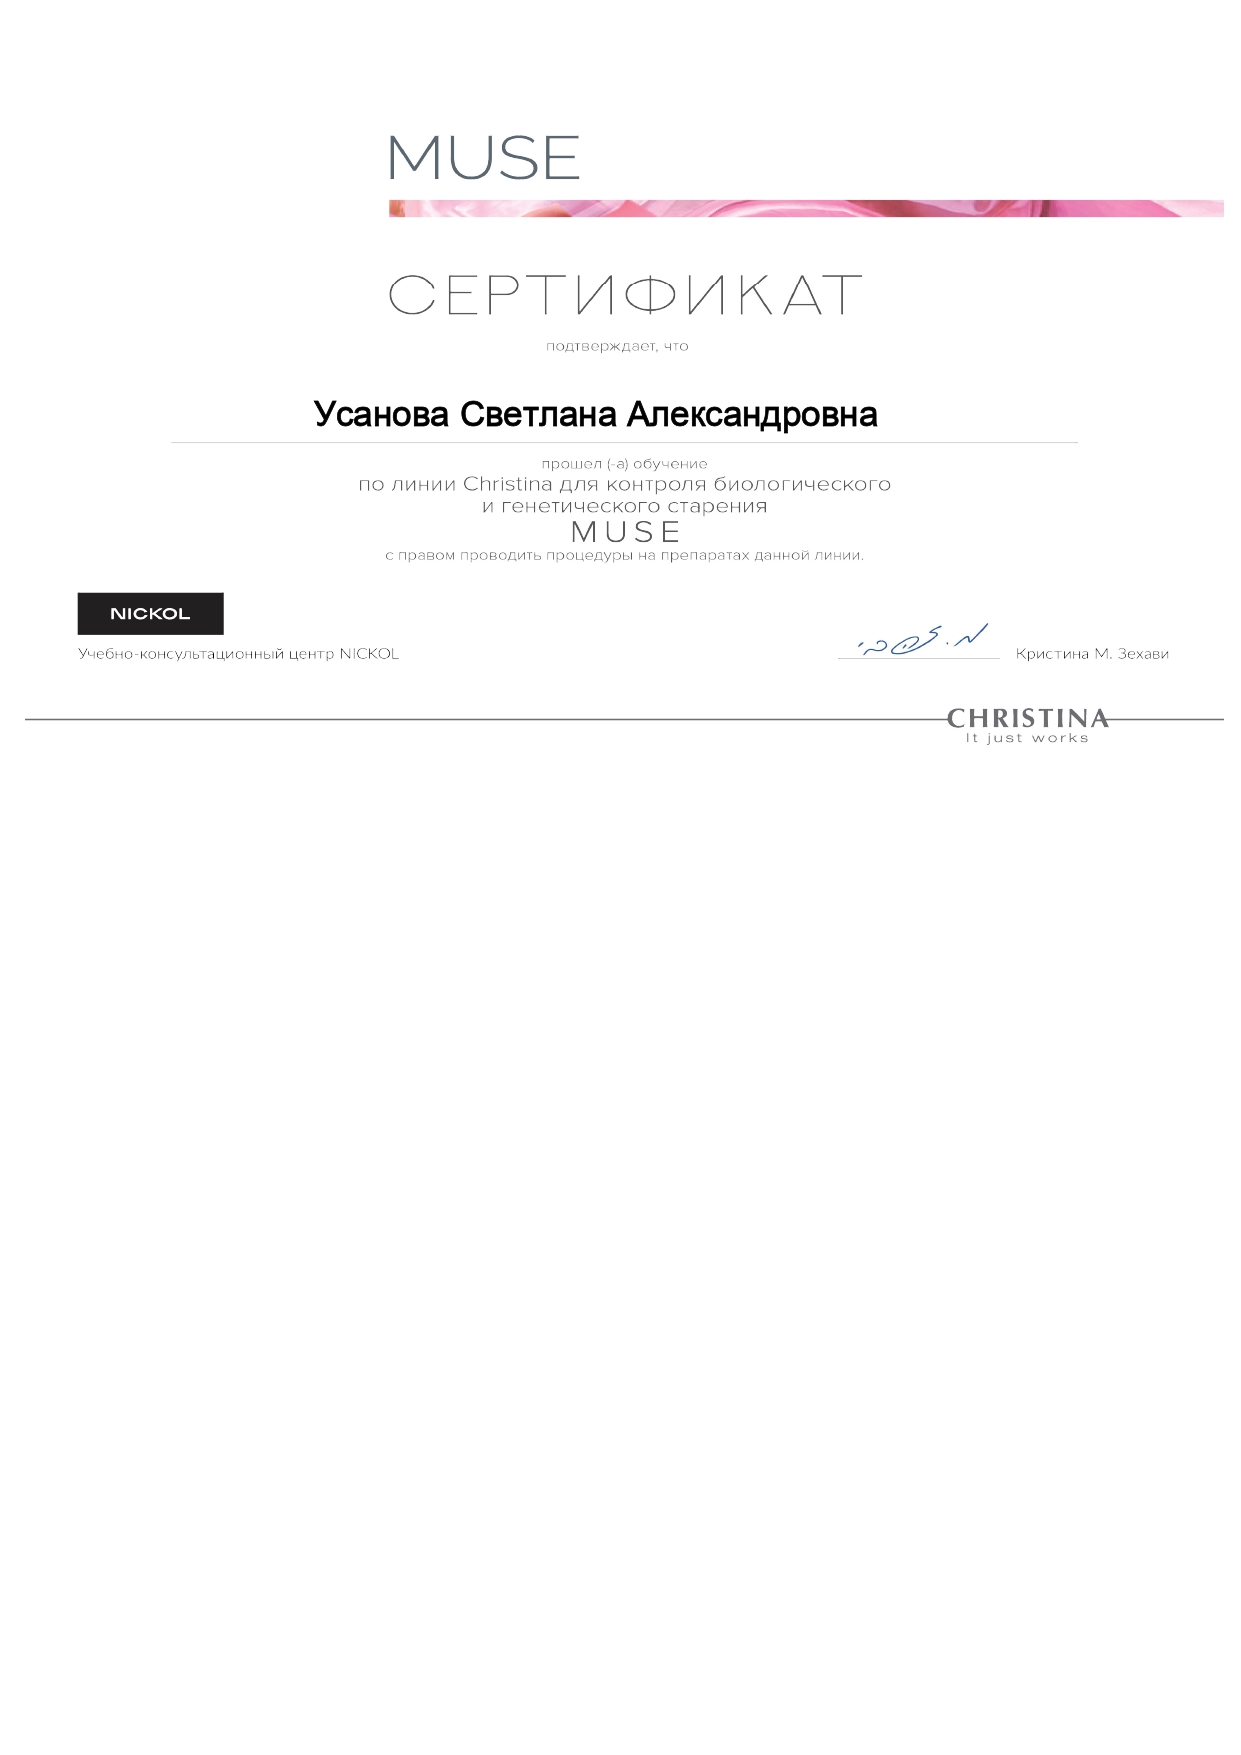 MUSE
СЕРТИФИКАТ
подтверждает, что
Усанова Светлана Александровна
прошел (-а) обучение
по линии Christina для контроля биологического
и генетического старения
MUSE
с правом проводить процедуры на препаратах данной линии.
NICKOL
Учебно-консультационный центр NICKOL
Кристина М. Зехави
CHRISTINA
It just works